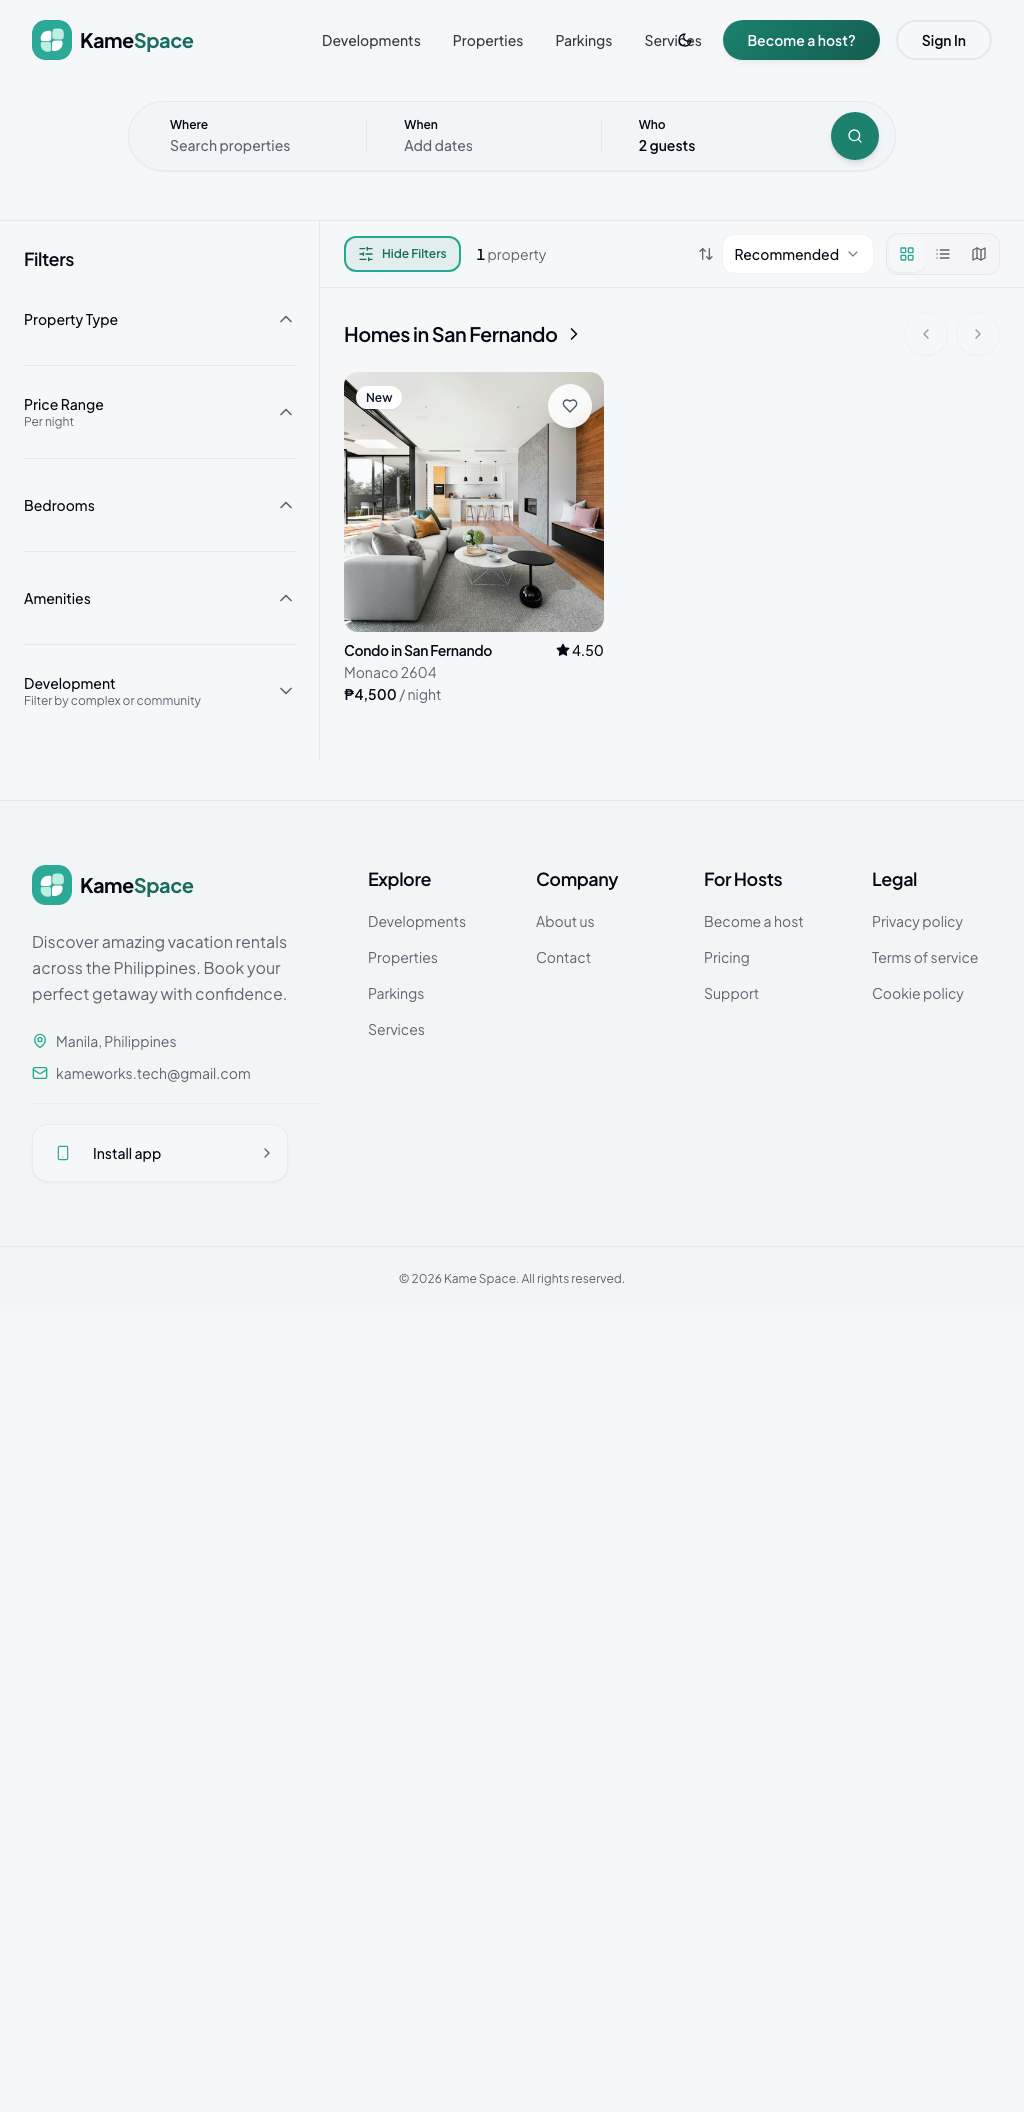 KameSpace
Developments
Properties
Parkings
Services
Become a host?
Sign In
Where
Search properties
When
Add dates
Who
2 guests
Filters
Property Type
Price Range
Per night
Bedrooms
Amenities
Development
Filter by complex or community
Hide Filters
1 property
Recommended
Homes in San Fernando
New
Condo in San Fernando
4.50
Monaco 2604
₱4,500 / night
KameSpace
Discover amazing vacation rentals
across the Philippines. Book your
perfect getaway with confidence.
Manila, Philippines
kameworks.tech@gmail.com
Install app
Explore
Developments
Properties
Parkings
Services
Company
About us
Contact
For Hosts
Become a host
Pricing
Support
Legal
Privacy policy
Terms of service
Cookie policy
© 2026 Kame Space. All rights reserved.